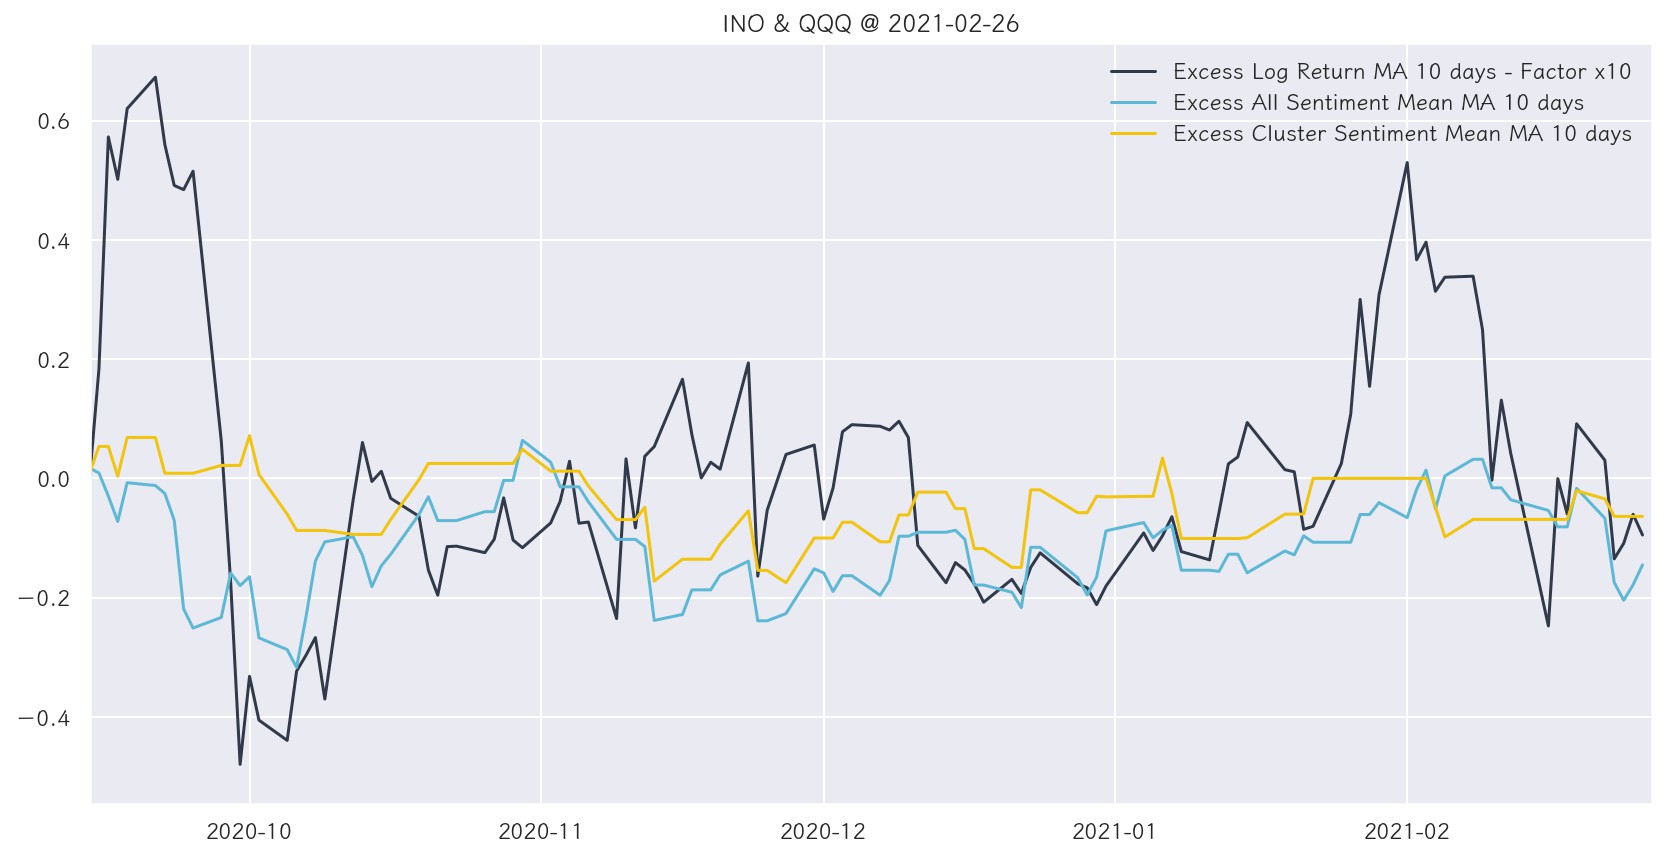 INO & QQQ @ 2021-02-26
Excess Log Return MA 10 days - Factor x10
Excess All Sentiment Mean MA 10 days
Excess Cluster Sentiment Mean MA 10 days
0.6
0.4
0.2
0.0
−0.2
−0.4
2020-10 2020-11 2020-12 2021-01 2021-02